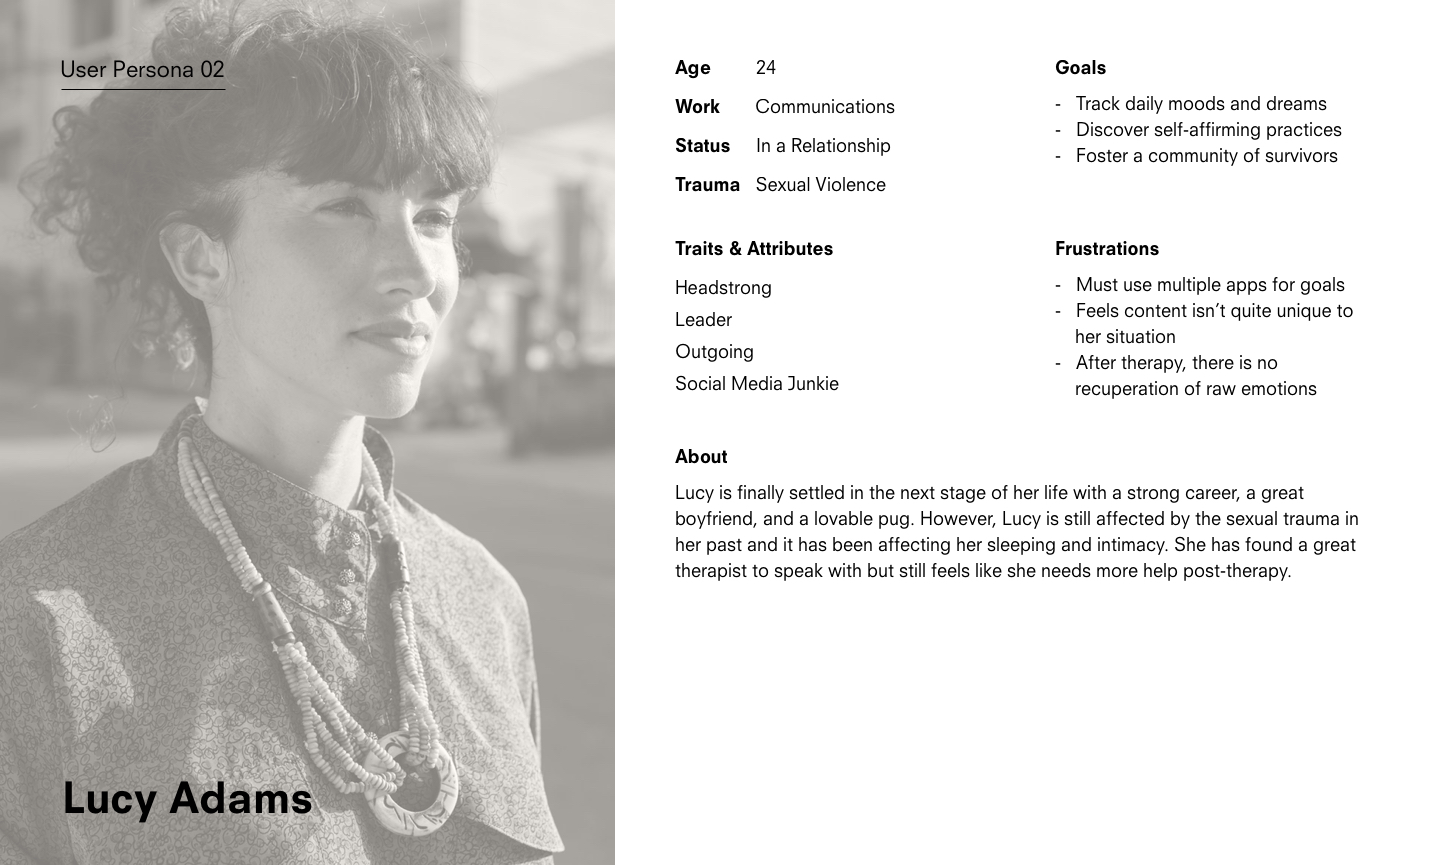 User Persona 02
Lucy Adams
Age 24
Work Communications
Status In a Relationship
Trauma Sexual Violence
Goals
- Track daily moods and dreams
- Discover self-affirming practices
- Foster a community of survivors
Traits & Attributes
Headstrong
Leader
Outgoing
Social Media Junkie
Frustrations
- Must use multiple apps for goals
- Feels content isn’t quite unique to
her situation
- After therapy, there is no
recuperation of raw emotions
About
Lucy is finally settled in the next stage of her life with a strong career, a great
boyfriend, and a lovable pug. However, Lucy is still affected by the sexual trauma in
her past and it has been affecting her sleeping and intimacy. She has found a great
therapist to speak with but still feels like she needs more help post-therapy.